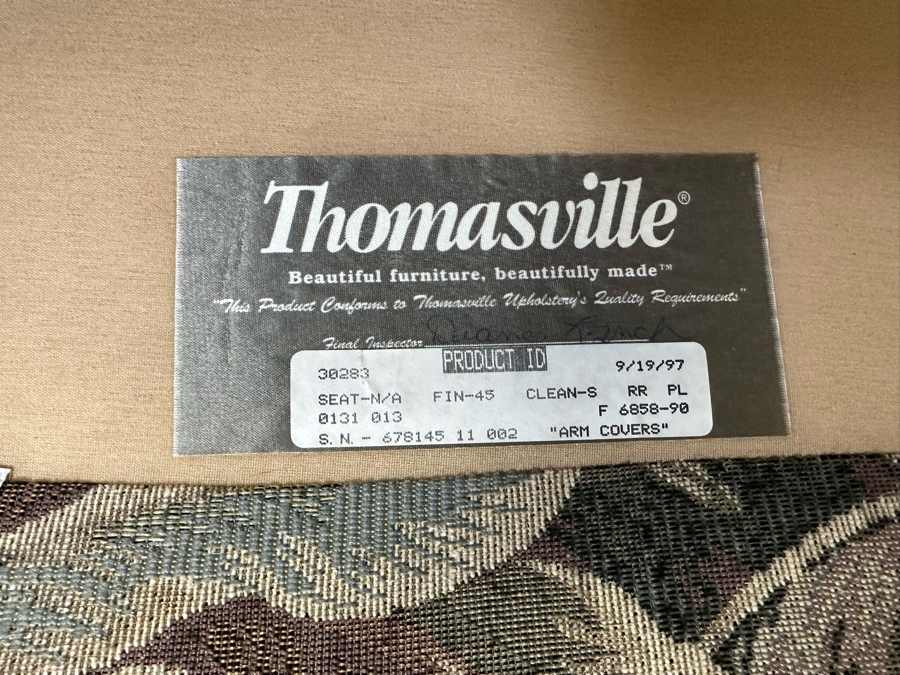 Thomasville®
Beautiful furniture, beautifully made™
"This Product Conforms to Thomasville Upholstery's Quality Requirements"
Final Inspector Diane
PRODUCT ID
30283 9/19/97
SEAT-N/A FIN-45 CLEAN-S RR PL
0131 013 F 6858-90
S.N. - 678145 11 002 "ARM COVERS"